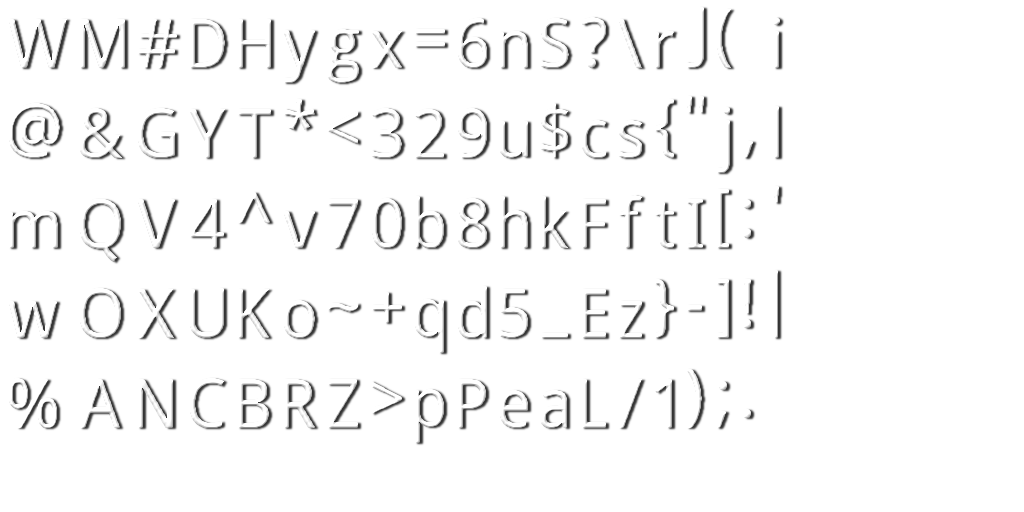 WM#DHygx=6nS?\rJ( i
@&GYT*<329u$cs{"j,l
mQV4^v70b8hkFftI[:'
wOXUKo~+qd5_Ez}-]!|
%ANCBRZ>pPeaL/1);.